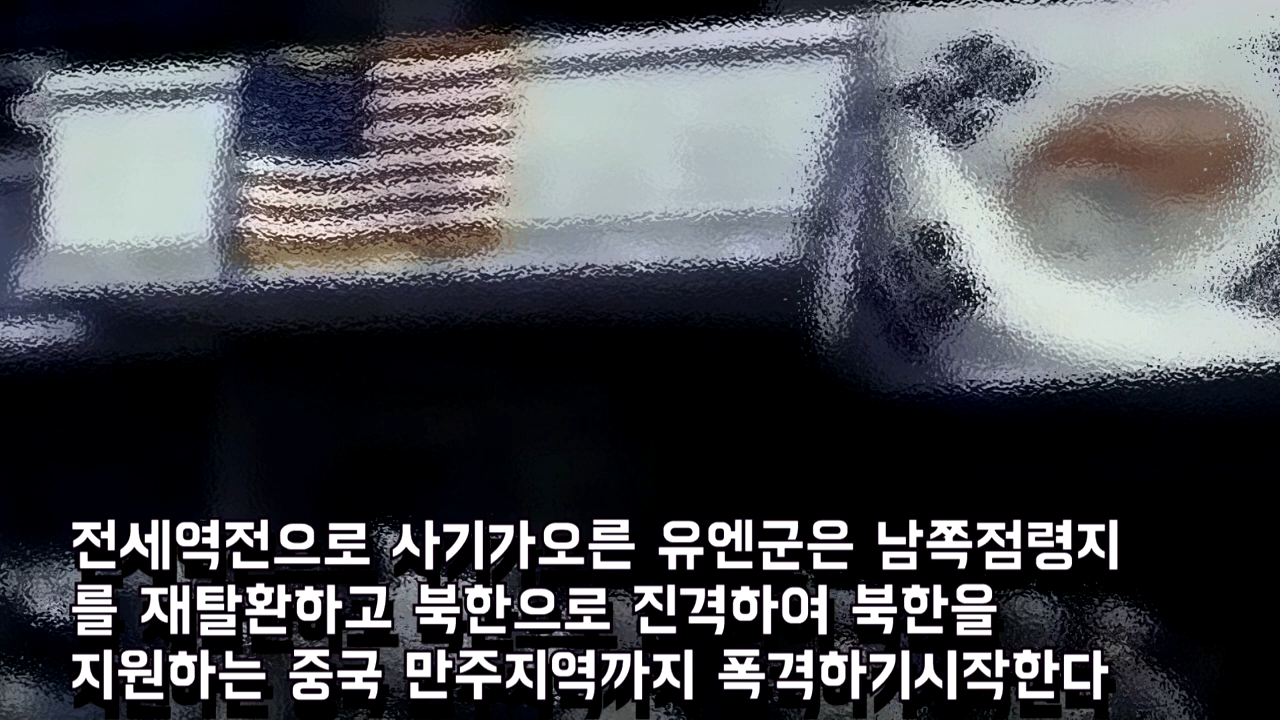 전세역전으로 사기가오른 유엔군은 남쪽점령지
를 재탈환하고 북한으로 진격하여 북한을
지원하는 중국 만주지역까지 폭격하기시작한다